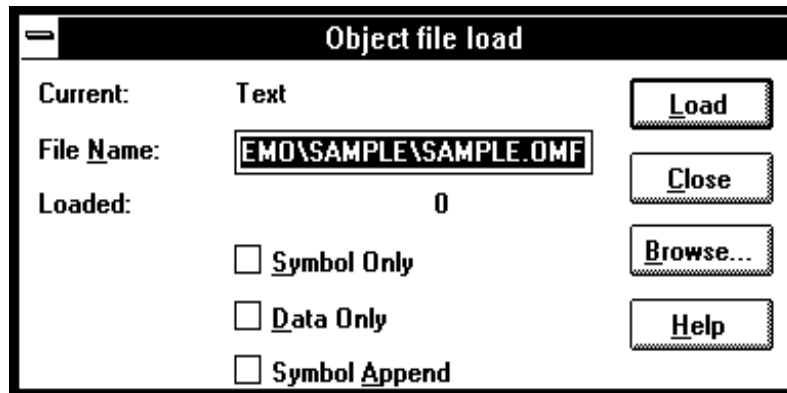 Object file load
Current: Text
Load
File Name: EMO\SAMPLE\SAMPLE.OMF
Close
Loaded: 0
Browse...
Symbol Only
Data Only
Help
Symbol Append